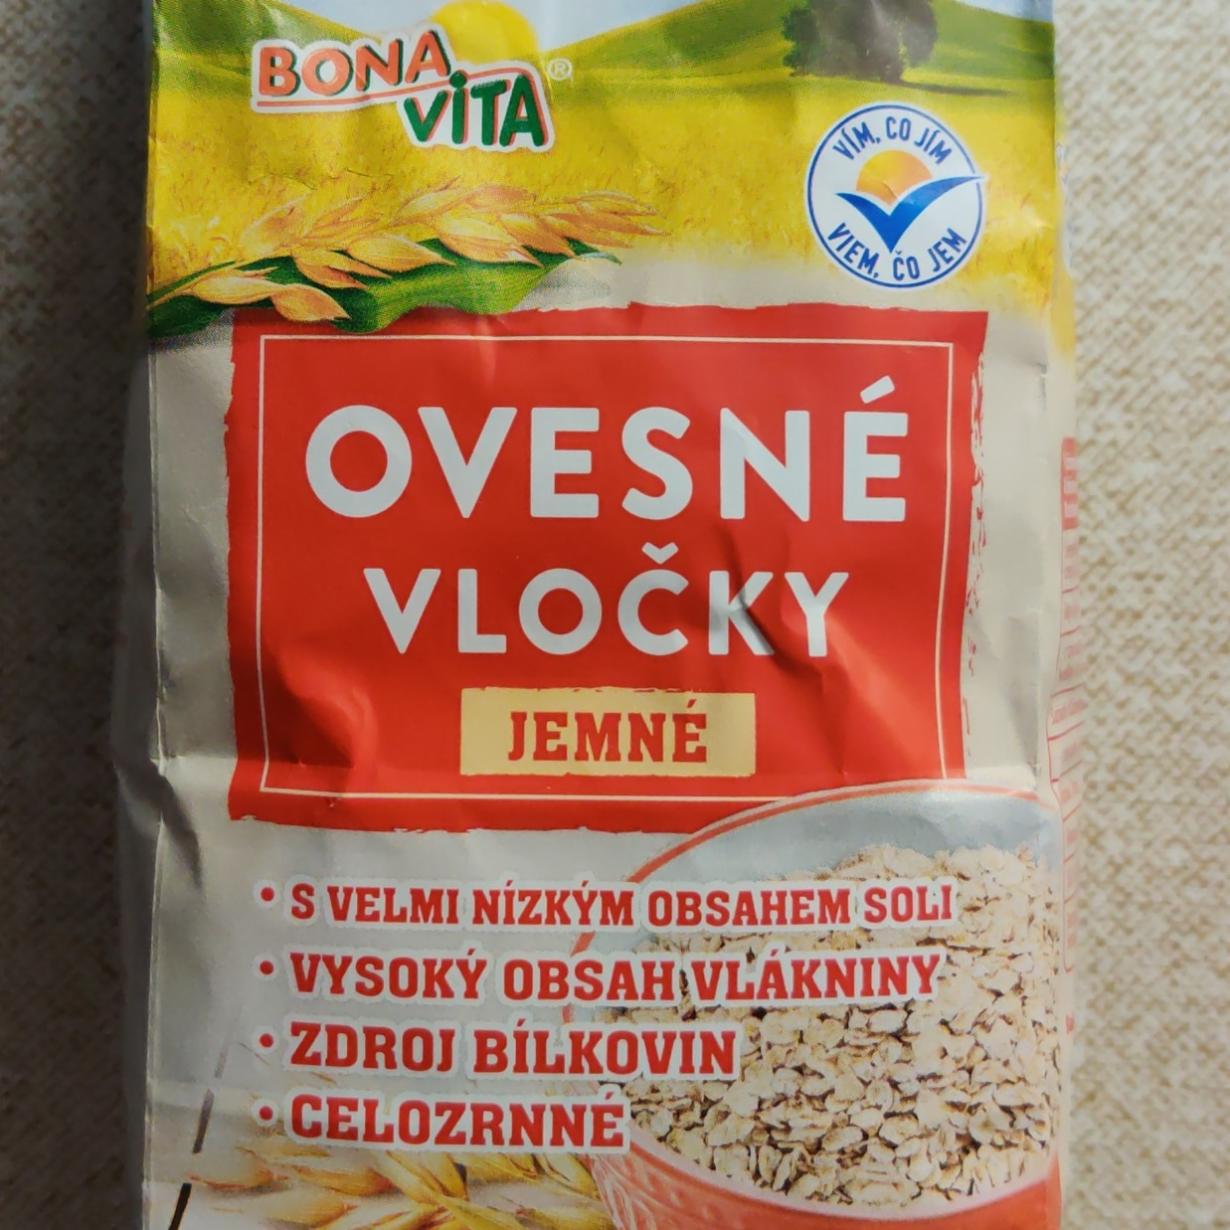 BONA
VITA®
VÍM, CO JÍM
VIEM, ČO JEM
OVESNÉ
VLOČKY
JEMNÉ
• S VELMI NÍZKÝM OBSAHEM SOLI
• VYSOKÝ OBSAH VLÁKNINY
• ZDROJ BÍLKOVIN
• CELOZRNNÉ